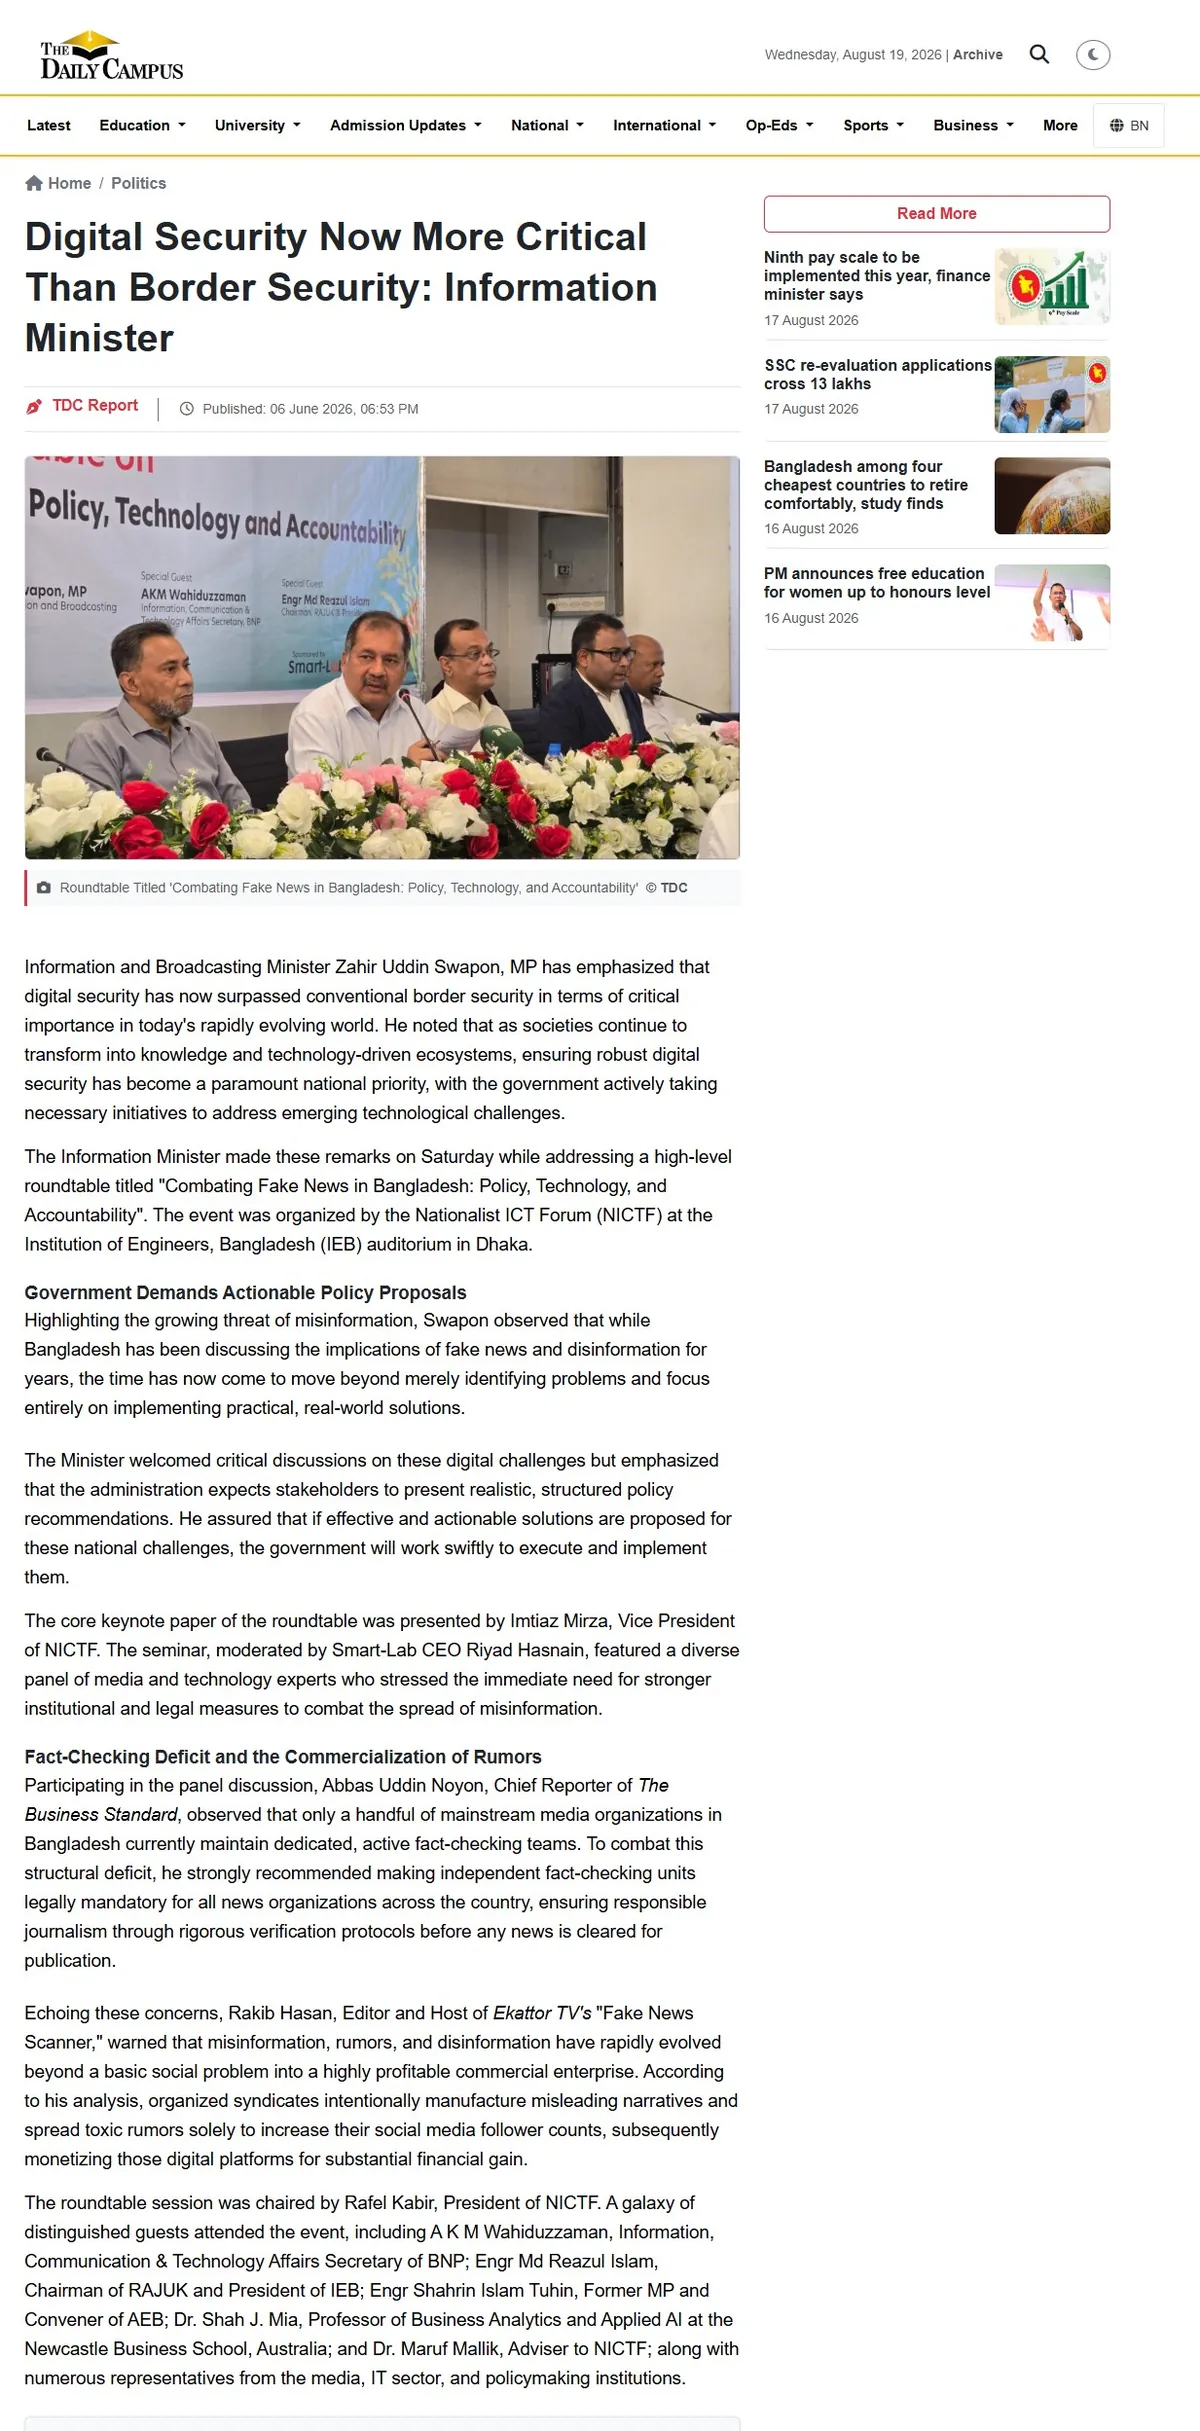 THE
DAILY CAMPUS
Wednesday, August 19, 2026 | Archive
Latest
Education
University
Admission Updates
National
International
Op-Eds
Sports
Business
More
BN
Home / Politics
Digital Security Now More Critical
Than Border Security: Information
Minister
TDC Report
Published: 06 June 2026, 06:53 PM
Policy, Technology and Accountability
wapon, MP
on and Broadcasting
Special Guest
AKM Wahiduzzaman
Information, Communication &
Technology Affairs Secretary, BNP
Special Guest
Engr Md Reazul Islam
Chairman, RAJUK &
Sponsored by
Smart-L
Roundtable Titled 'Combating Fake News in Bangladesh: Policy, Technology, and Accountability' © TDC
Information and Broadcasting Minister Zahir Uddin Swapon, MP has emphasized that
digital security has now surpassed conventional border security in terms of critical
importance in today's rapidly evolving world. He noted that as societies continue to
transform into knowledge and technology-driven ecosystems, ensuring robust digital
security has become a paramount national priority, with the government actively taking
necessary initiatives to address emerging technological challenges.
The Information Minister made these remarks on Saturday while addressing a high-level
roundtable titled "Combating Fake News in Bangladesh: Policy, Technology, and
Accountability". The event was organized by the Nationalist ICT Forum (NICTF) at the
Institution of Engineers, Bangladesh (IEB) auditorium in Dhaka.
Government Demands Actionable Policy Proposals
Highlighting the growing threat of misinformation, Swapon observed that while
Bangladesh has been discussing the implications of fake news and disinformation for
years, the time has now come to move beyond merely identifying problems and focus
entirely on implementing practical, real-world solutions.
The Minister welcomed critical discussions on these digital challenges but emphasized
that the administration expects stakeholders to present realistic, structured policy
recommendations. He assured that if effective and actionable solutions are proposed for
these national challenges, the government will work swiftly to execute and implement
them.
The core keynote paper of the roundtable was presented by Imtiaz Mirza, Vice President
of NICTF. The seminar, moderated by Smart-Lab CEO Riyad Hasnain, featured a diverse
panel of media and technology experts who stressed the immediate need for stronger
institutional and legal measures to combat the spread of misinformation.
Fact-Checking Deficit and the Commercialization of Rumors
Participating in the panel discussion, Abbas Uddin Noyon, Chief Reporter of The
Business Standard, observed that only a handful of mainstream media organizations in
Bangladesh currently maintain dedicated, active fact-checking teams. To combat this
structural deficit, he strongly recommended making independent fact-checking units
legally mandatory for all news organizations across the country, ensuring responsible
journalism through rigorous verification protocols before any news is cleared for
publication.
Echoing these concerns, Rakib Hasan, Editor and Host of Ekattor TV's "Fake News
Scanner," warned that misinformation, rumors, and disinformation have rapidly evolved
beyond a basic social problem into a highly profitable commercial enterprise. According
to his analysis, organized syndicates intentionally manufacture misleading narratives and
spread toxic rumors solely to increase their social media follower counts, subsequently
monetizing those digital platforms for substantial financial gain.
The roundtable session was chaired by Rafel Kabir, President of NICTF. A galaxy of
distinguished guests attended the event, including A K M Wahiduzzaman, Information,
Communication & Technology Affairs Secretary of BNP; Engr Md Reazul Islam,
Chairman of RAJUK and President of IEB; Engr Shahrin Islam Tuhin, Former MP and
Convener of AEB; Dr. Shah J. Mia, Professor of Business Analytics and Applied AI at the
Newcastle Business School, Australia; and Dr. Maruf Mallik, Adviser to NICTF; along with
numerous representatives from the media, IT sector, and policymaking institutions.
Read More
Ninth pay scale to be
implemented this year, finance
minister says
17 August 2026
9th Pay Scale
SSC re-evaluation applications
cross 13 lakhs
17 August 2026
Bangladesh among four
cheapest countries to retire
comfortably, study finds
16 August 2026
PM announces free education
for women up to honours level
16 August 2026